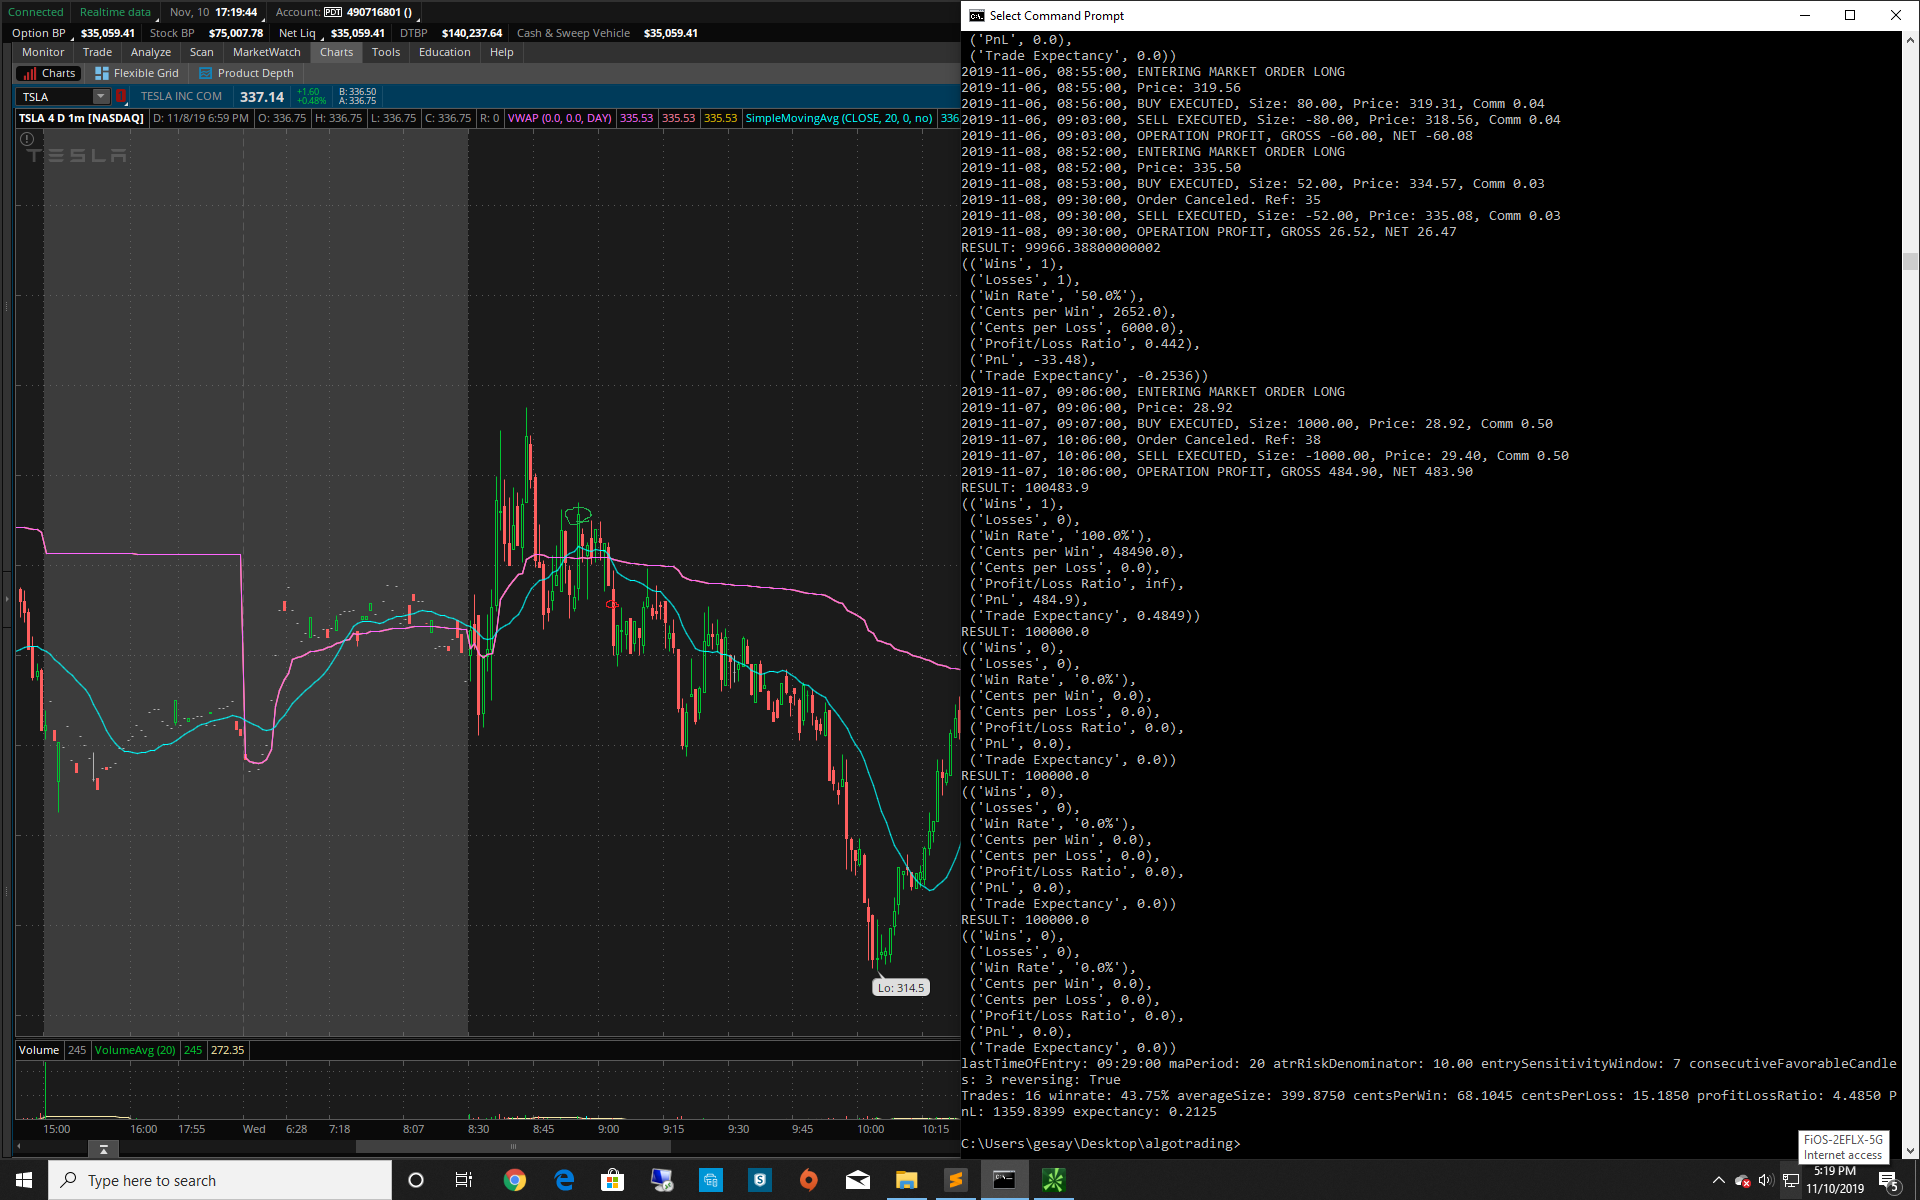 Connected Realtime data Nov, 10 17:19:44 Account: PDT 490716801 ()
Option BP $35,059.41 Stock BP $75,007.78 Net Liq $35,059.41 DTBP $140,237.64 Cash & Sweep Vehicle $35,059.41
Monitor Trade Analyze Scan MarketWatch Charts Tools Education Help
Charts Flexible Grid Product Depth
TSLA TESLA INC COM 337.14 +1.60 +0.48% B: 336.50 A: 336.75
TSLA 4 D 1m [NASDAQ] D: 11/8/19 6:59 PM O: 336.75 H: 336.75 L: 336.75 C: 336.75 R: 0 VWAP (0.0, 0.0, DAY) 335.53 335.53 335.53 SimpleMovingAvg (CLOSE, 20, 0, no) 336
TESLA
Lo: 314.5
Volume 245 VolumeAvg (20) 245 272.35
15:00 16:00 17:55 Wed 6:28 7:18 8:07 8:30 8:45 9:00 9:15 9:30 9:45 10:00 10:15
Select Command Prompt
('PnL', 0.0),
('Trade Expectancy', 0.0))
2019-11-06, 08:55:00, ENTERING MARKET ORDER LONG
2019-11-06, 08:55:00, Price: 319.56
2019-11-06, 08:56:00, BUY EXECUTED, Size: 80.00, Price: 319.31, Comm 0.04
2019-11-06, 09:03:00, SELL EXECUTED, Size: -80.00, Price: 318.56, Comm 0.04
2019-11-06, 09:03:00, OPERATION PROFIT, GROSS -60.00, NET -60.08
2019-11-08, 08:52:00, ENTERING MARKET ORDER LONG
2019-11-08, 08:52:00, Price: 335.50
2019-11-08, 08:53:00, BUY EXECUTED, Size: 52.00, Price: 334.57, Comm 0.03
2019-11-08, 09:30:00, Order Canceled. Ref: 35
2019-11-08, 09:30:00, SELL EXECUTED, Size: -52.00, Price: 335.08, Comm 0.03
2019-11-08, 09:30:00, OPERATION PROFIT, GROSS 26.52, NET 26.47
RESULT: 99966.38800000002
(('Wins', 1),
('Losses', 1),
('Win Rate', '50.0%'),
('Cents per Win', 2652.0),
('Cents per Loss', 6000.0),
('Profit/Loss Ratio', 0.442),
('PnL', -33.48),
('Trade Expectancy', -0.2536))
2019-11-07, 09:06:00, ENTERING MARKET ORDER LONG
2019-11-07, 09:06:00, Price: 28.92
2019-11-07, 09:07:00, BUY EXECUTED, Size: 1000.00, Price: 28.92, Comm 0.50
2019-11-07, 10:06:00, Order Canceled. Ref: 38
2019-11-07, 10:06:00, SELL EXECUTED, Size: -1000.00, Price: 29.40, Comm 0.50
2019-11-07, 10:06:00, OPERATION PROFIT, GROSS 484.90, NET 483.90
RESULT: 100483.9
(('Wins', 1),
('Losses', 0),
('Win Rate', '100.0%'),
('Cents per Win', 48490.0),
('Cents per Loss', 0.0),
('Profit/Loss Ratio', inf),
('PnL', 484.9),
('Trade Expectancy', 0.4849))
RESULT: 100000.0
(('Wins', 0),
('Losses', 0),
('Win Rate', '0.0%'),
('Cents per Win', 0.0),
('Cents per Loss', 0.0),
('Profit/Loss Ratio', 0.0),
('PnL', 0.0),
('Trade Expectancy', 0.0))
RESULT: 100000.0
(('Wins', 0),
('Losses', 0),
('Win Rate', '0.0%'),
('Cents per Win', 0.0),
('Cents per Loss', 0.0),
('Profit/Loss Ratio', 0.0),
('PnL', 0.0),
('Trade Expectancy', 0.0))
RESULT: 100000.0
(('Wins', 0),
('Losses', 0),
('Win Rate', '0.0%'),
('Cents per Win', 0.0),
('Cents per Loss', 0.0),
('Profit/Loss Ratio', 0.0),
('PnL', 0.0),
('Trade Expectancy', 0.0))
lastTimeOfEntry: 09:29:00 maPeriod: 20 atrRiskDenominator: 10.00 entrySensitivityWindow: 7 consecutiveFavorableCandle
s: 3 reversing: True
Trades: 16 winrate: 43.75% averageSize: 399.8750 centsPerWin: 68.1045 centsPerLoss: 15.1850 profitLossRatio: 4.4850 P
nL: 1359.8399 expectancy: 0.2125
C:\Users\gesay\Desktop\algotrading>
FiOS-2EFLX-5G
Internet access
Type here to search
5:19 PM
11/10/2019
5